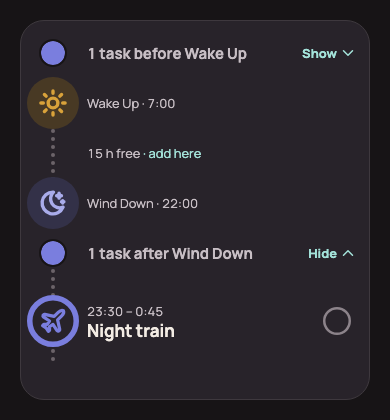 1 task before Wake Up Show
Wake Up · 7:00
15 h free · add here
Wind Down · 22:00
1 task after Wind Down Hide
23:30 – 0:45
Night train